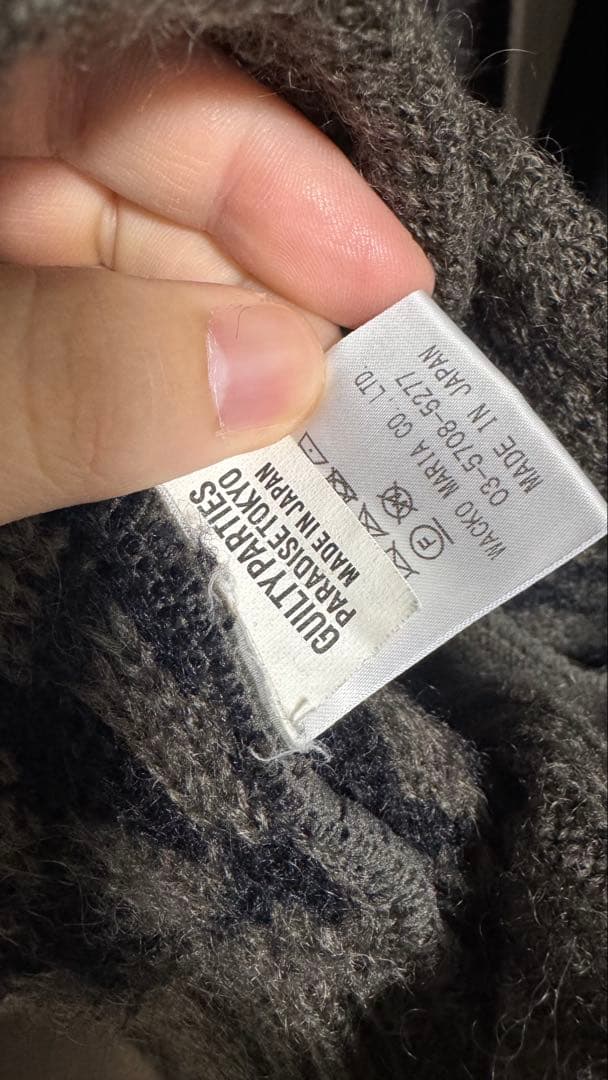 WACKO MARIA CO. LTD.
03-5708-5277
MADE IN JAPAN
F
W
GUILTYPARTIES
PARADISE TOKYO
MADE IN JAPAN